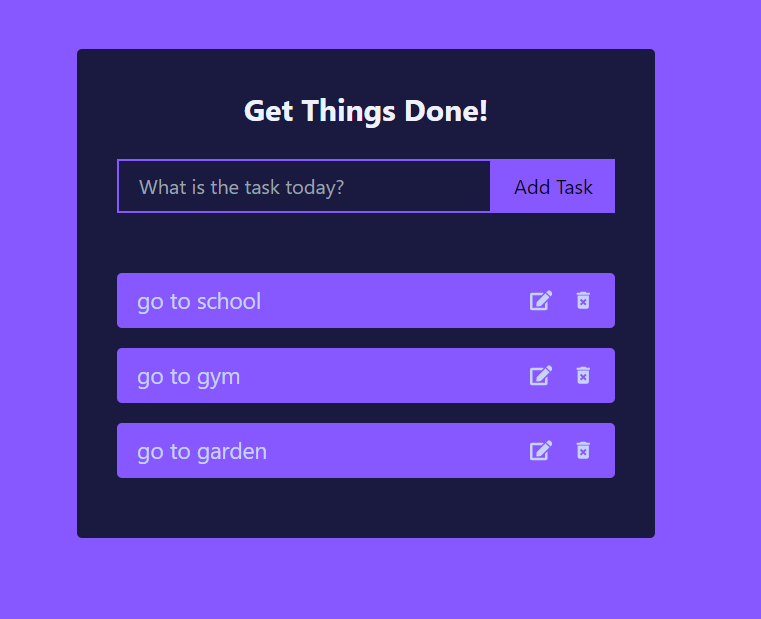 Get Things Done!
What is the task today?
Add Task
go to school
go to gym
go to garden